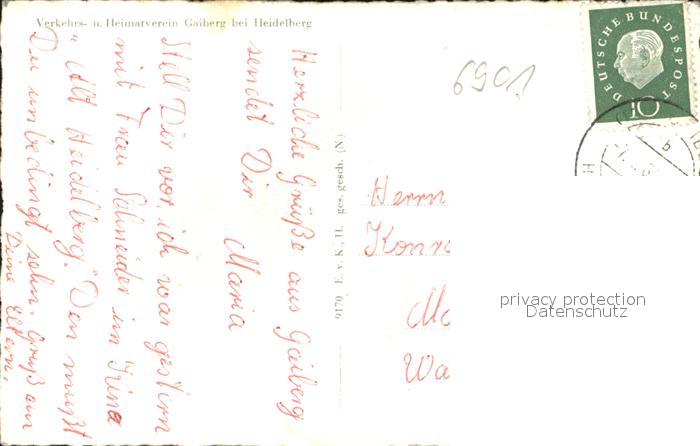 Verkehrs- u. Heimatverein Gaiberg bei Heidelberg
Herzliche Grüße aus Gaiberg
sendet Dir
Maria
Stell Dir vor, ich war gestern
mit Frau Schneider im Kino
"Alt Heidelberg." Den mußt
Du unbedingt sehn. Gruß an
Deine Eltern.
9170 E. v. K., H. ges. gesch. (N)
6901
DEUTSCHE BUNDESPOST
10
Herrn
Konra
Wa
privacy protection
Datenschutz